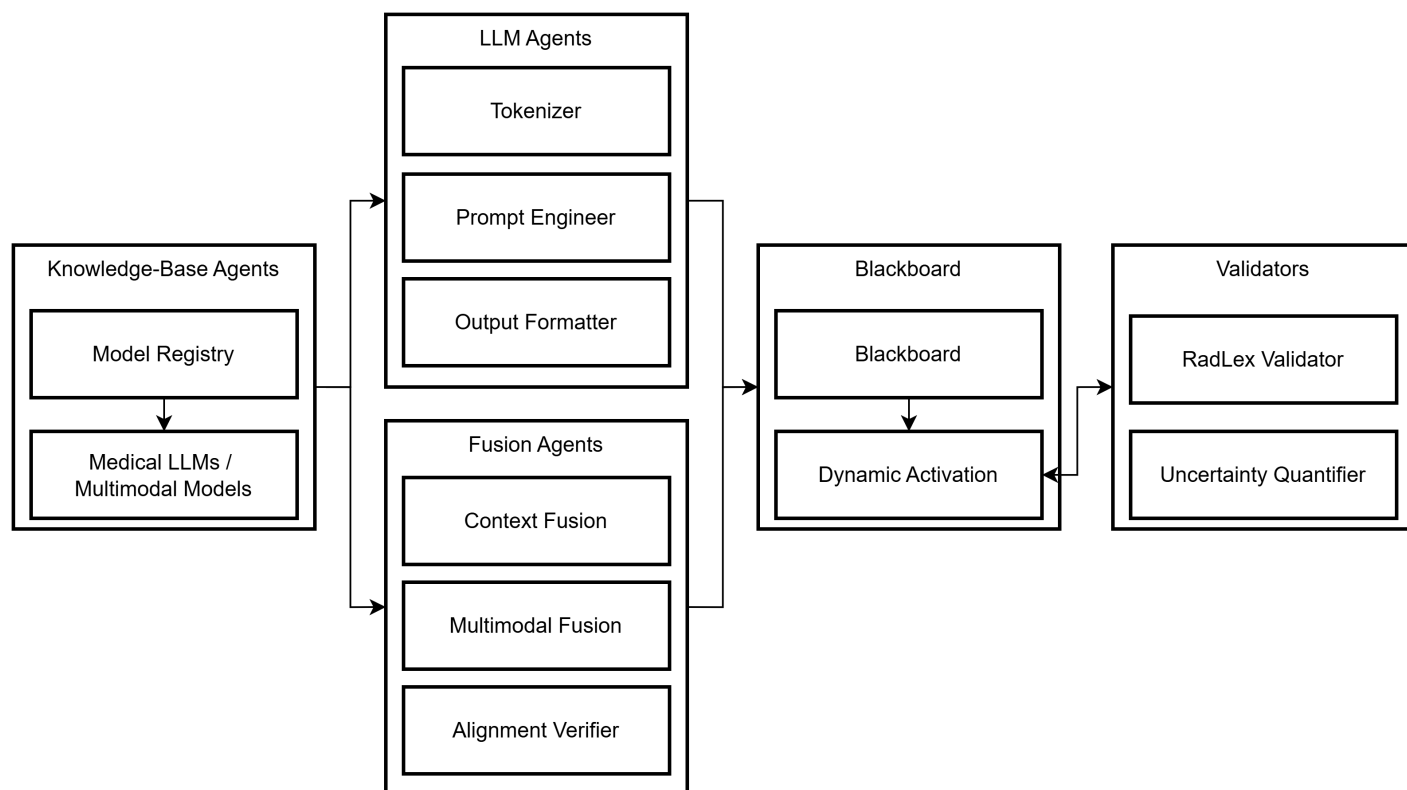 Knowledge-Base Agents
Model Registry
Medical LLMs /
Multimodal Models
LLM Agents
Tokenizer
Prompt Engineer
Output Formatter
Fusion Agents
Context Fusion
Multimodal Fusion
Alignment Verifier
Blackboard
Blackboard
Dynamic Activation
Validators
RadLex Validator
Uncertainty Quantifier